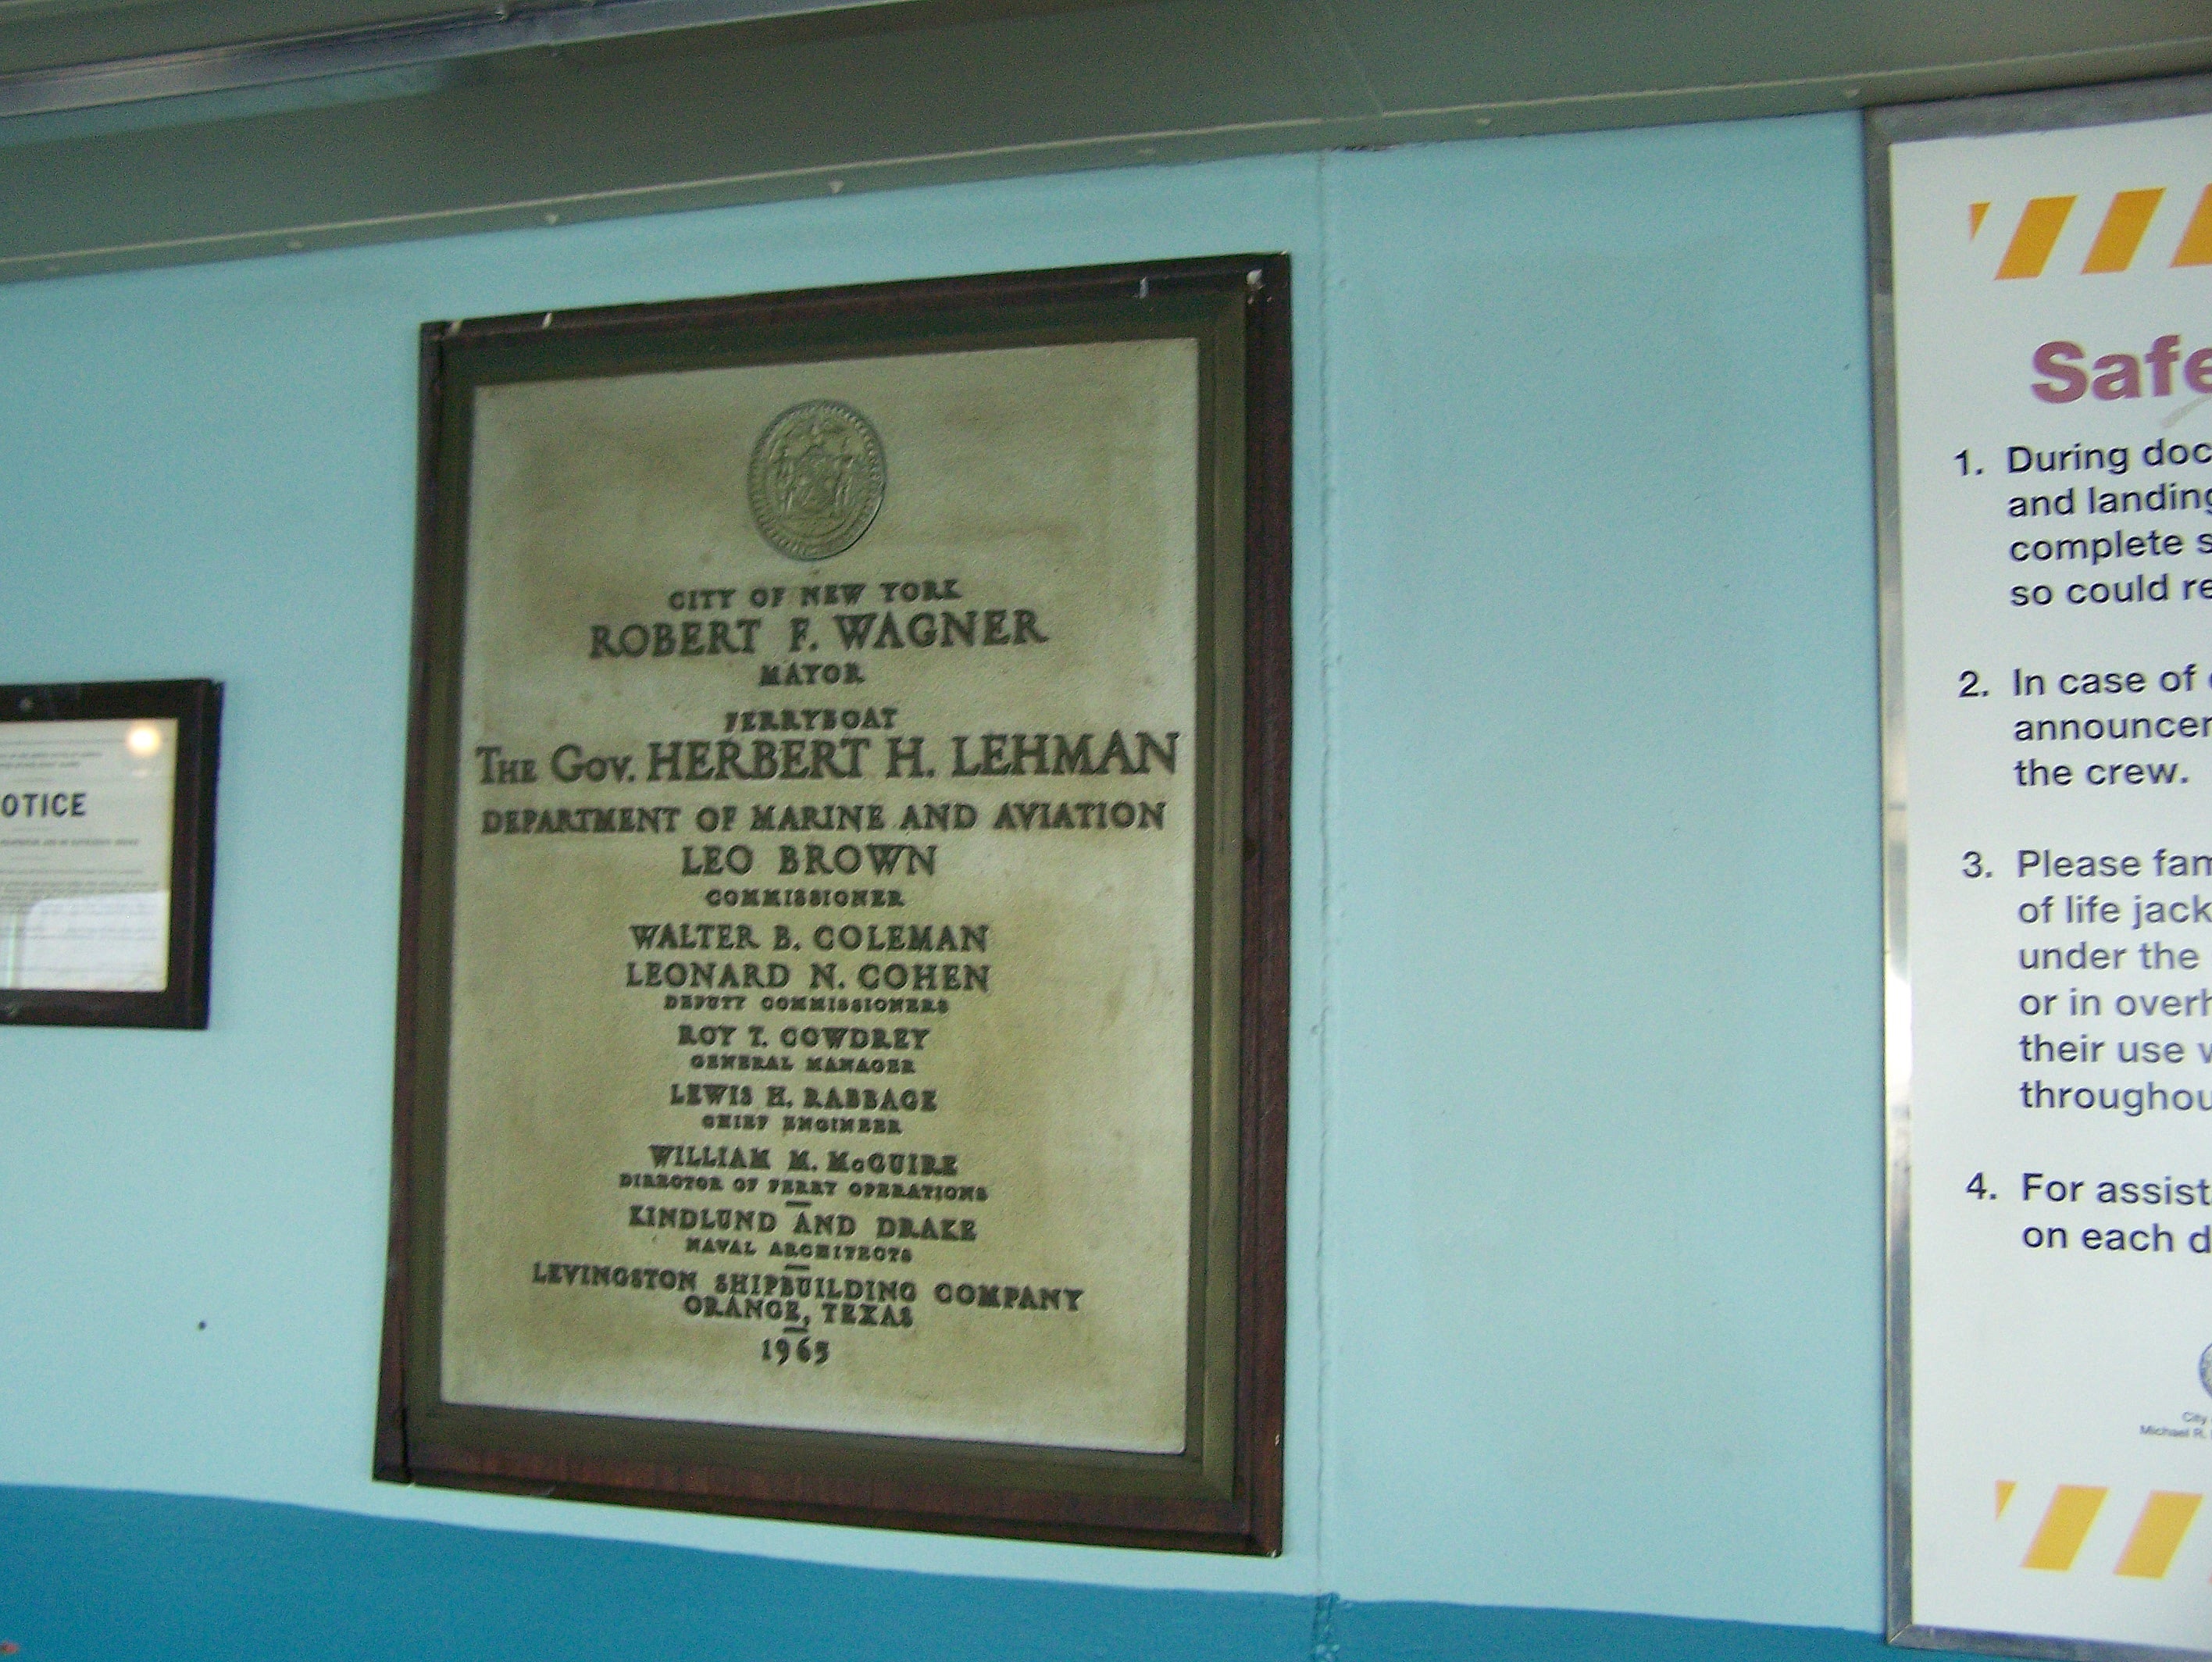 OTICE
CITY OF NEW YORK
ROBERT F. WAGNER
MAYOR
FERRYBOAT
THE GOV. HERBERT H. LEHMAN
DEPARTMENT OF MARINE AND AVIATION
LEO BROWN
COMMISSIONER
WALTER B. COLEMAN
LEONARD N. COHEN
DEPUTY COMMISSIONERS
ROY T. COWDREY
GENERAL MANAGER
LEWIS H. RABBAGE
CHIEF ENGINEER
WILLIAM M. McGUIRE
DIRECTOR OF FERRY OPERATIONS
KINDLUND AND DRAKE
NAVAL ARCHITECTS
LEVINGSTON SHIPBUILDING COMPANY
ORANGE, TEXAS
1965
Safe
1. During doc
and landing
complete s
so could re
2. In case of
announcer
the crew.
3. Please fam
of life jack
under the
or in overh
their use
throughou
4. For assist
on each d
City
Michael R.